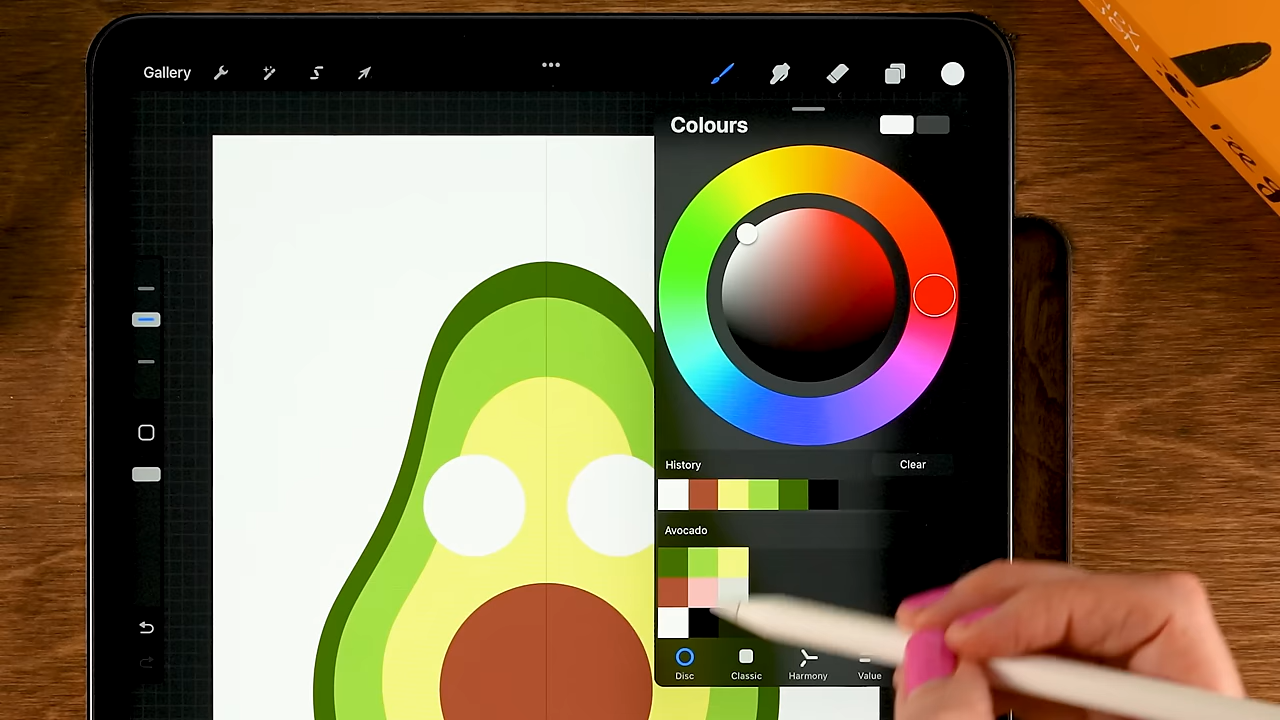 Gallery
Colours
History
Clear
Avocado
Disc
Classic
Harmony
Value